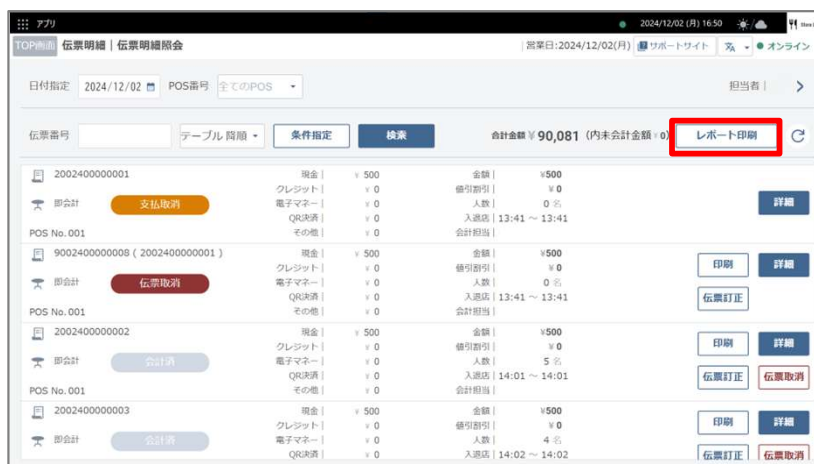 アプリ 2024/12/02 (月) 16:50
TOP画面 伝票明細｜伝票明細照会 営業日:2024/12/02(月) サポートサイト オンライン
日付指定 2024/12/02 POS番号 全てのPOS 担当者｜
伝票番号 テーブル 降順 条件指定 検索 合計金額 ¥ 90,081 (内未会計金額 ¥ 0) レポート印刷
2002400000001 現金｜ ¥ 500 金額｜ ¥500
クレジット｜ ¥ 0 値引割引｜ ¥ 0
即会計 支払取消 電子マネー｜ ¥ 0 人数｜ 0 名 詳細
QR決済｜ ¥ 0 入退店｜ 13:41 ～ 13:41
POS No. 001 その他｜ ¥ 0 会計担当｜
9002400000008 ( 2002400000001 ) 現金｜ ¥ 500 金額｜ ¥500
クレジット｜ ¥ 0 値引割引｜ ¥ 0 印刷 詳細
即会計 伝票取消 電子マネー｜ ¥ 0 人数｜ 0 名
QR決済｜ ¥ 0 入退店｜ 13:41 ～ 13:41 伝票訂正
POS No. 001 その他｜ ¥ 0 会計担当｜
2002400000002 現金｜ ¥ 500 金額｜ ¥500
クレジット｜ ¥ 0 値引割引｜ ¥ 0 印刷 詳細
即会計 会計済 電子マネー｜ ¥ 0 人数｜ 5 名
QR決済｜ ¥ 0 入退店｜ 14:01 ～ 14:01 伝票訂正 伝票取消
POS No. 001 その他｜ ¥ 0 会計担当｜
2002400000003 現金｜ ¥ 500 金額｜ ¥500
クレジット｜ ¥ 0 値引割引｜ ¥ 0 印刷 詳細
即会計 会計済 電子マネー｜ ¥ 0 人数｜ 4 名
QR決済｜ ¥ 0 入退店｜ 14:02 ～ 14:02 伝票訂正 伝票取消